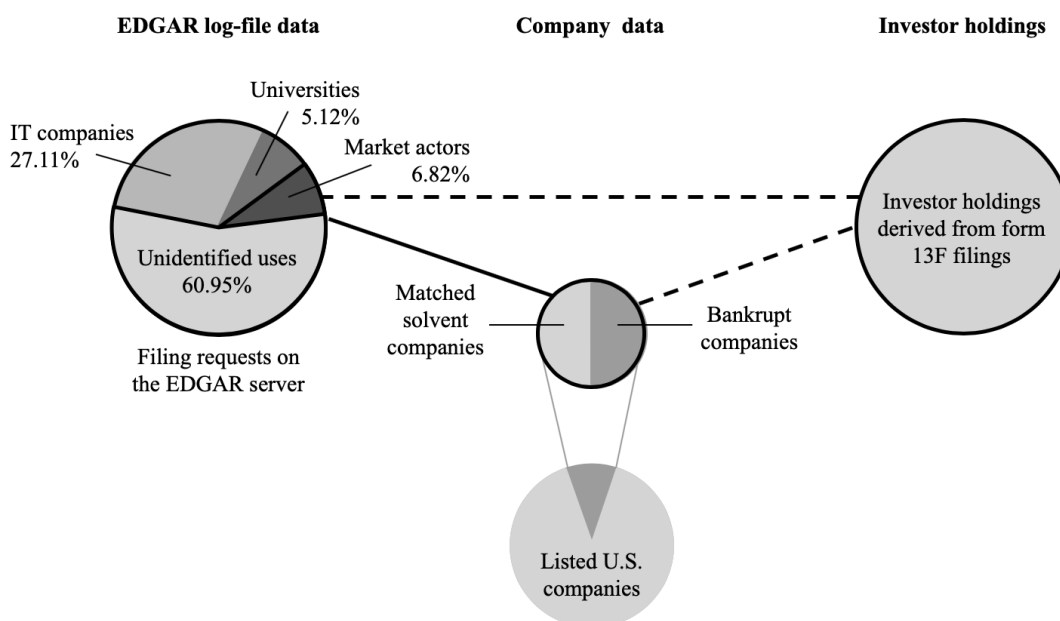 EDGAR log-file data
Company data
Investor holdings
Universities
5.12%
IT companies
27.11%
Market actors
6.82%
Unidentified uses
60.95%
Filing requests on
the EDGAR server
Matched
solvent
companies
Bankrupt
companies
Investor holdings
derived from form
13F filings
Listed U.S.
companies